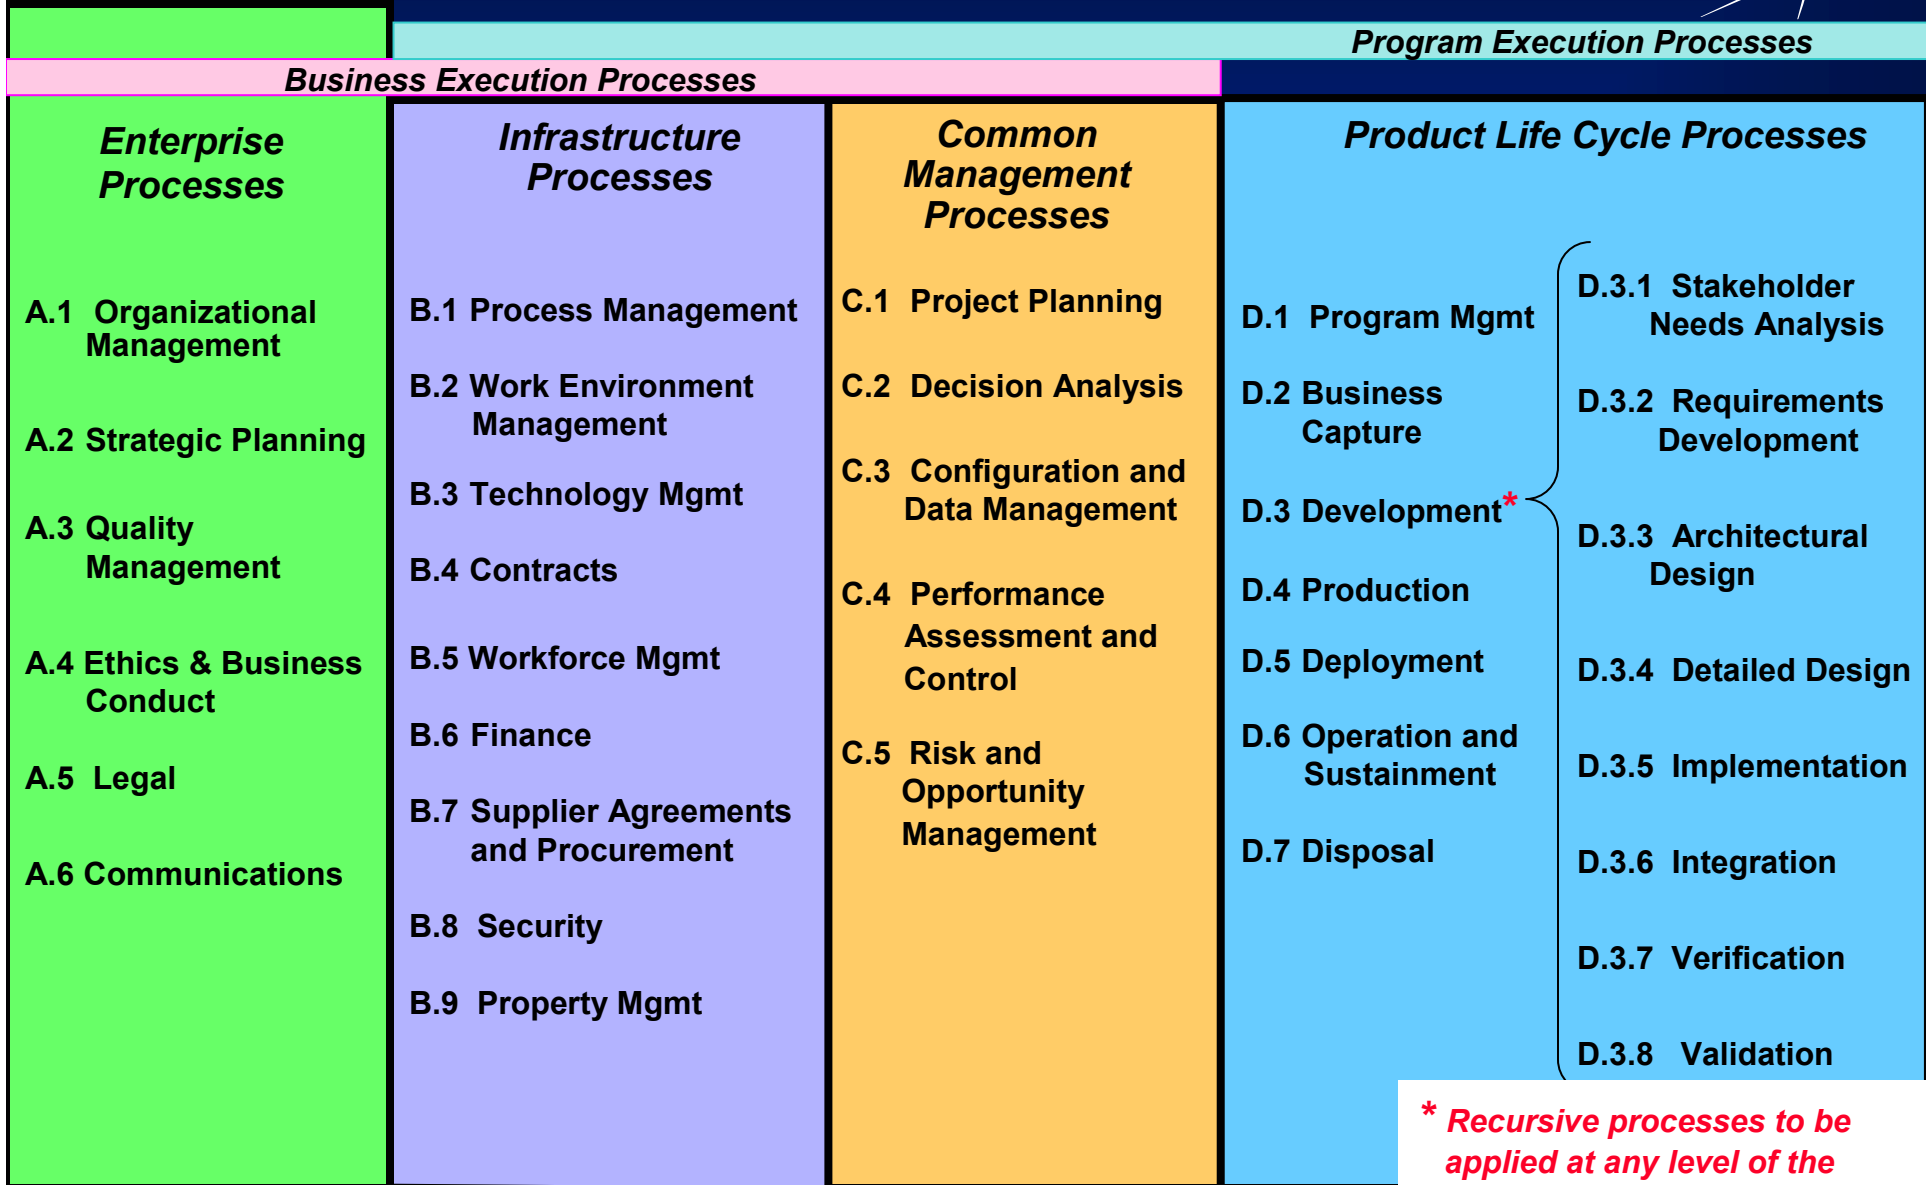 Program Execution Processes
Business Execution Processes
Enterprise
Processes
A.1 Organizational
Management
A.2 Strategic Planning
A.3 Quality
Management
A.4 Ethics & Business
Conduct
A.5 Legal
A.6 Communications
Infrastructure
Processes
B.1 Process Management
B.2 Work Environment
Management
B.3 Technology Mgmt
B.4 Contracts
B.5 Workforce Mgmt
B.6 Finance
B.7 Supplier Agreements
and Procurement
B.8 Security
B.9 Property Mgmt
Common
Management
Processes
C.1 Project Planning
C.2 Decision Analysis
C.3 Configuration and
Data Management
C.4 Performance
Assessment and
Control
C.5 Risk and
Opportunity
Management
Product Life Cycle Processes
D.1 Program Mgmt
D.2 Business
Capture
D.3 Development*
D.4 Production
D.5 Deployment
D.6 Operation and
Sustainment
D.7 Disposal
D.3.1 Stakeholder
Needs Analysis
D.3.2 Requirements
Development
D.3.3 Architectural
Design
D.3.4 Detailed Design
D.3.5 Implementation
D.3.6 Integration
D.3.7 Verification
D.3.8 Validation
* Recursive processes to be
applied at any level of the